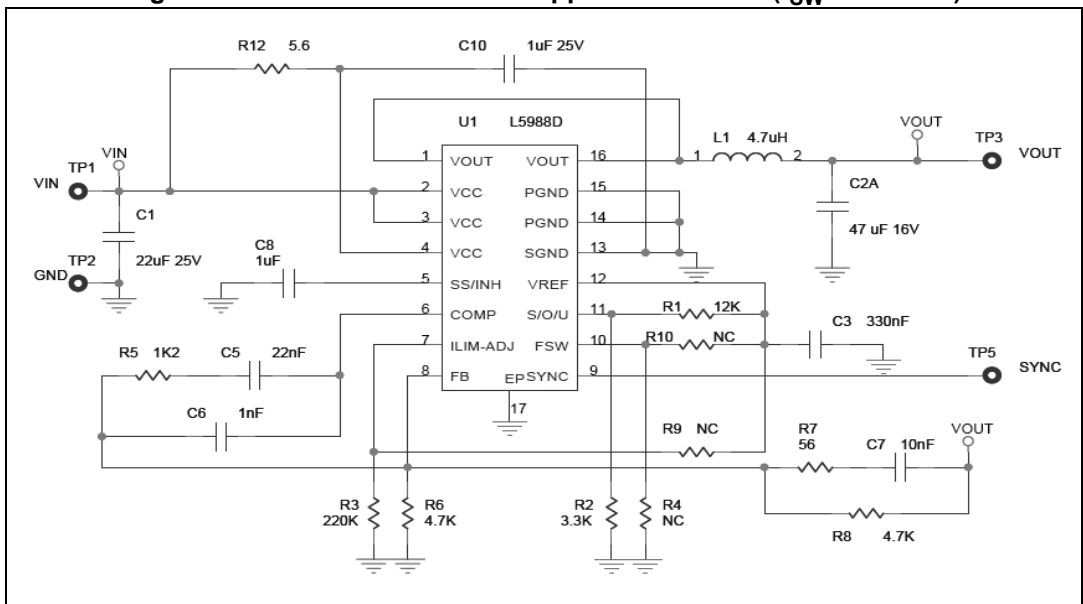 SW
R12 5.6
C10 1uF 25V
U1 L5988D
VIN
TP1
VIN
C1
22uF 25V
TP2
GND
C8
1uF
1 VOUT
2 VCC
3 VCC
4 VCC
5 SS/INH
6 COMP
7 ILIM-ADJ
8 FB
VOUT 16
PGND 15
PGND 14
SGND 13
VREF 12
S/O/U 11
FSW 10
SYNC 9
EP
17
L1 4.7uH
1 2
VOUT
TP3
VOUT
C2A
47 uF 16V
R1 12K
R10 NC
C3 330nF
TP5
SYNC
R5 1K2
C5 22nF
C6 1nF
R9 NC
R7
56
C7 10nF
VOUT
R3
220K
R6
4.7K
R2
3.3K
R4
NC
R8 4.7K